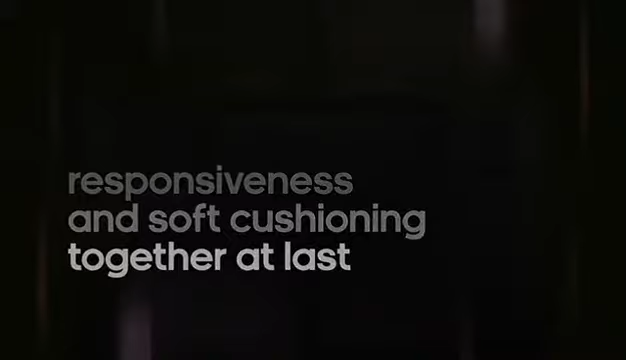 responsiveness
and soft cushioning
together at last